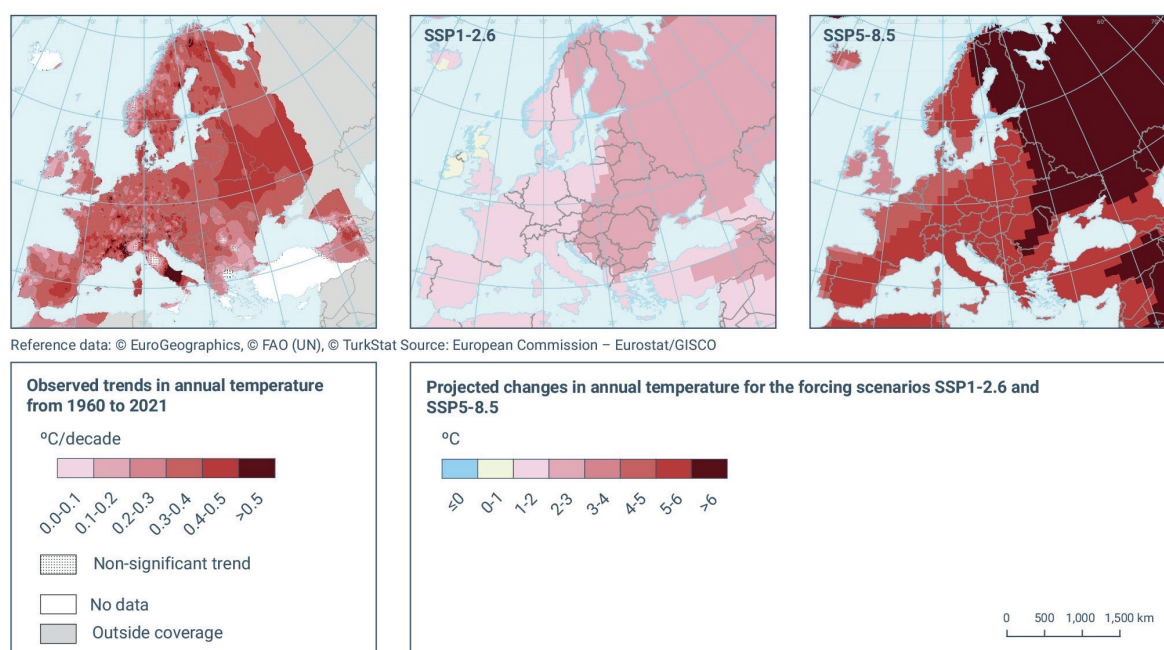 SSP1-2.6
SSP5-8.5
Reference data: © EuroGeographics, © FAO (UN), © TurkStat Source: European Commission – Eurostat/GISCO
Observed trends in annual temperature
from 1960 to 2021
ºC/decade
0.0-0.1
0.1-0.2
0.2-0.3
0.3-0.4
0.4-0.5
>0.5
Non-significant trend
No data
Outside coverage
Projected changes in annual temperature for the forcing scenarios SSP1-2.6 and
SSP5-8.5
ºC
≤0
0-1
1-2
2-3
3-4
4-5
5-6
>6
0 500 1,000 1,500 km